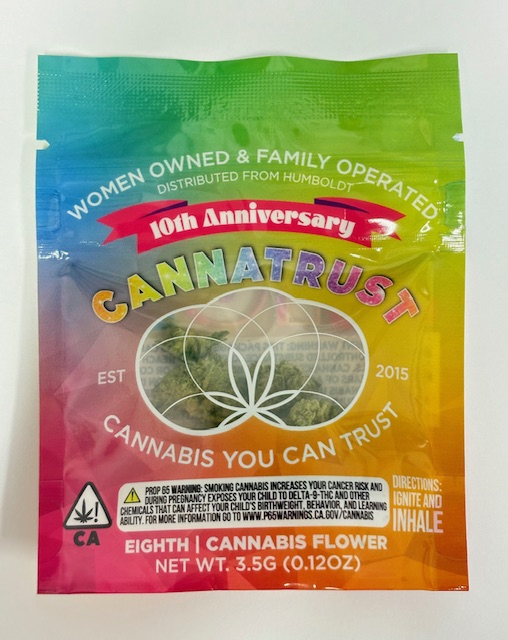 WOMEN OWNED & FAMILY OPERATED
DISTRIBUTED FROM HUMBOLDT
10th Anniversary
CANNATRUST
EST
2015
CANNABIS YOU CAN TRUST
PROP 65 WARNING: SMOKING CANNABIS INCREASES YOUR CANCER RISK AND
DURING PREGNANCY EXPOSES YOUR CHILD TO DELTA-9-THC AND OTHER
CHEMICALS THAT CAN AFFECT YOUR CHILD'S BIRTHWEIGHT, BEHAVIOR, AND LEARNING
ABILITY. FOR MORE INFORMATION GO TO WWW.P65WARNINGS.CA.GOV/CANNABIS
DIRECTIONS:
IGNITE AND
INHALE
CA
EIGHTH | CANNABIS FLOWER
NET WT. 3.5G (0.12OZ)